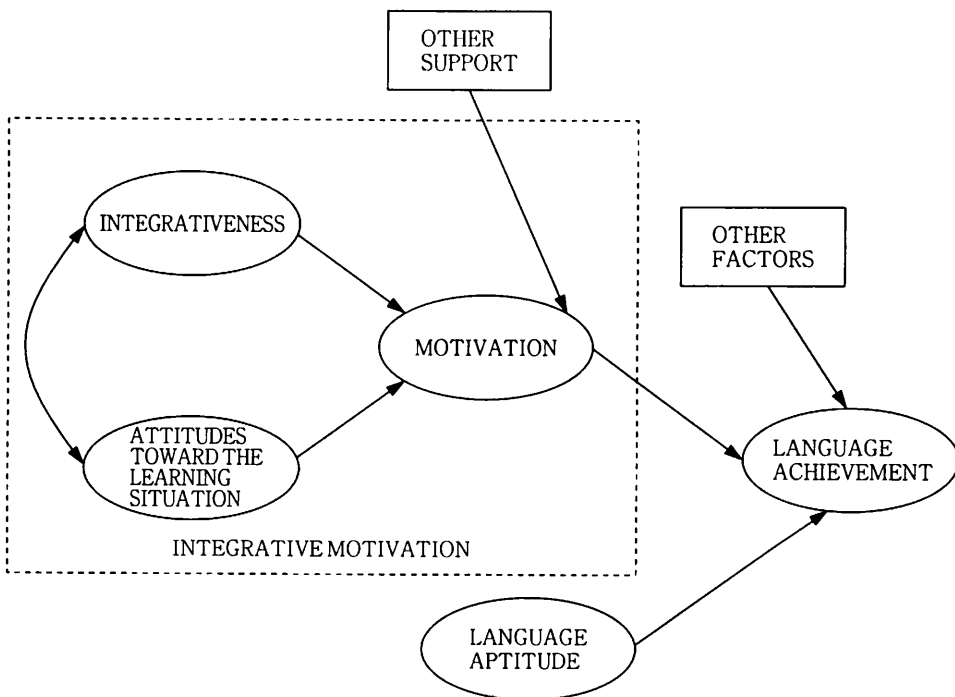 OTHER
SUPPORT
INTEGRATIVENESS
OTHER
FACTORS
MOTIVATION
ATTITUDES
TOWARD THE
LEARNING
SITUATION
LANGUAGE
ACHIEVEMENT
INTEGRATIVE MOTIVATION
LANGUAGE
APTITUDE